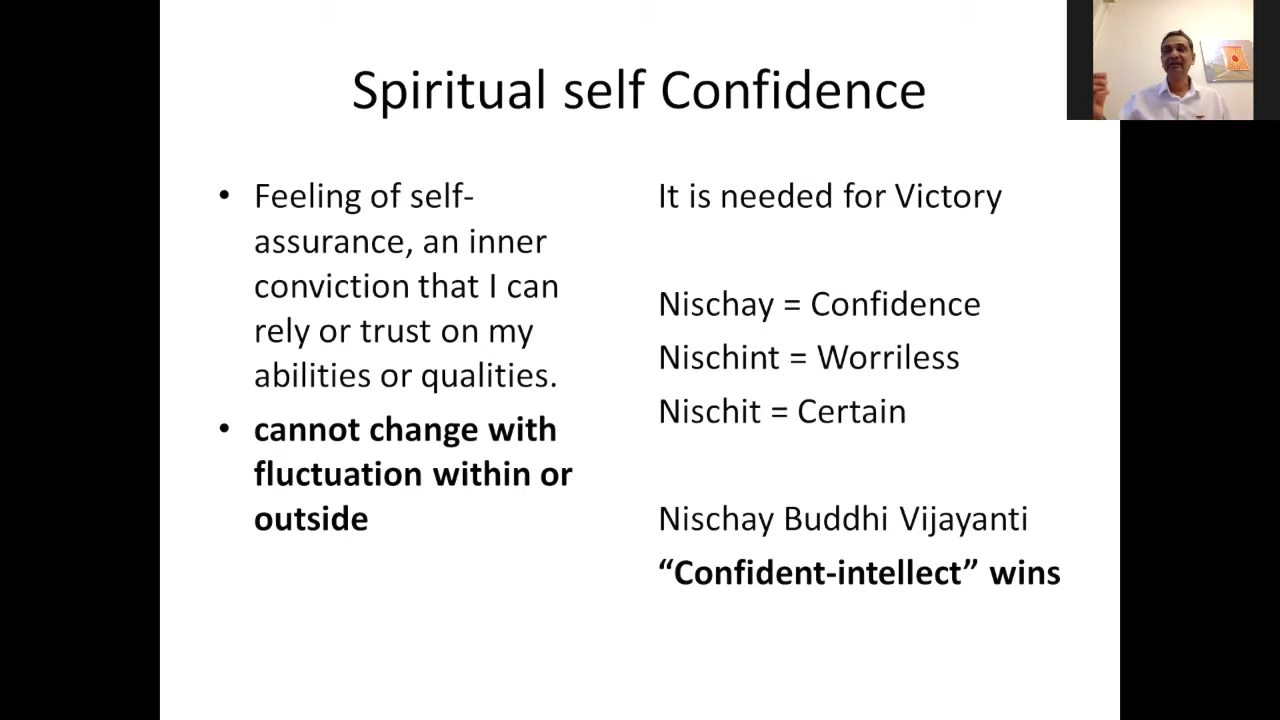 Spiritual self Confidence
• Feeling of self-
assurance, an inner
conviction that I can
rely or trust on my
abilities or qualities.
• cannot change with
fluctuation within or
outside
It is needed for Victory
Nischay = Confidence
Nischint = Worriless
Nischit = Certain
Nischay Buddhi Vijayanti
“Confident-intellect” wins